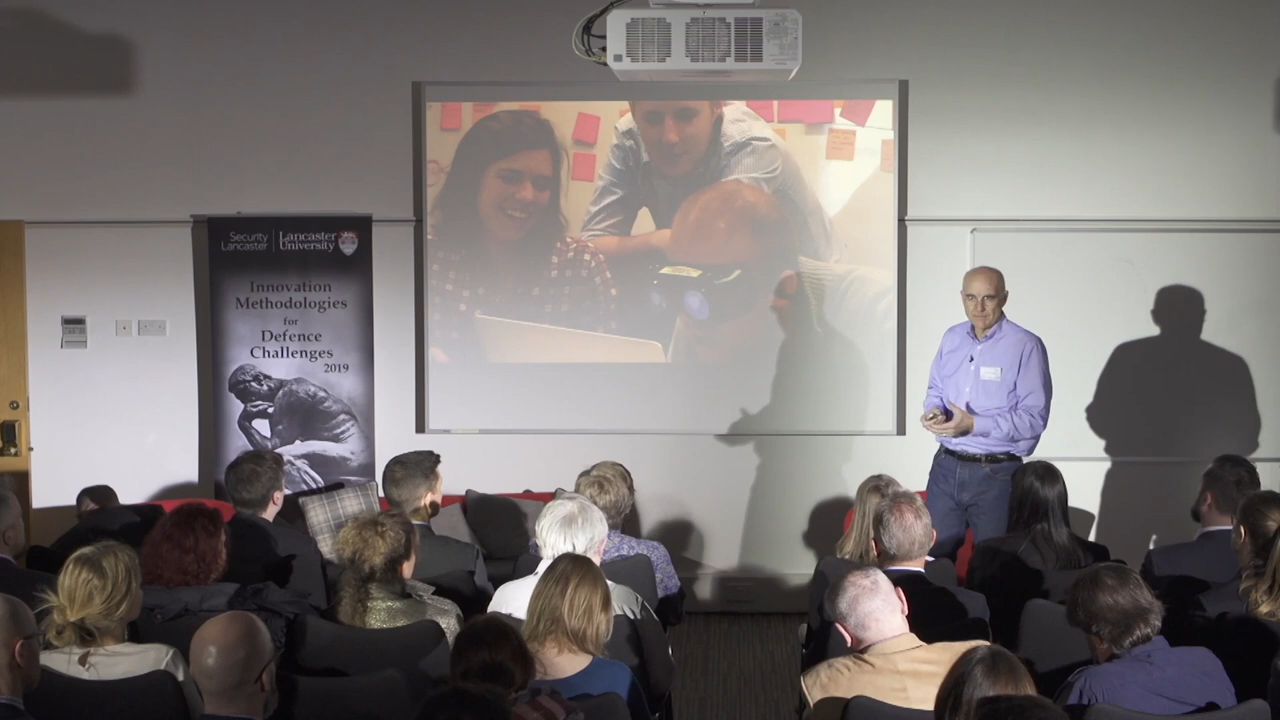 Security
Lancaster
Lancaster
University
Innovation
Methodologies
for
Defence
Challenges
2019